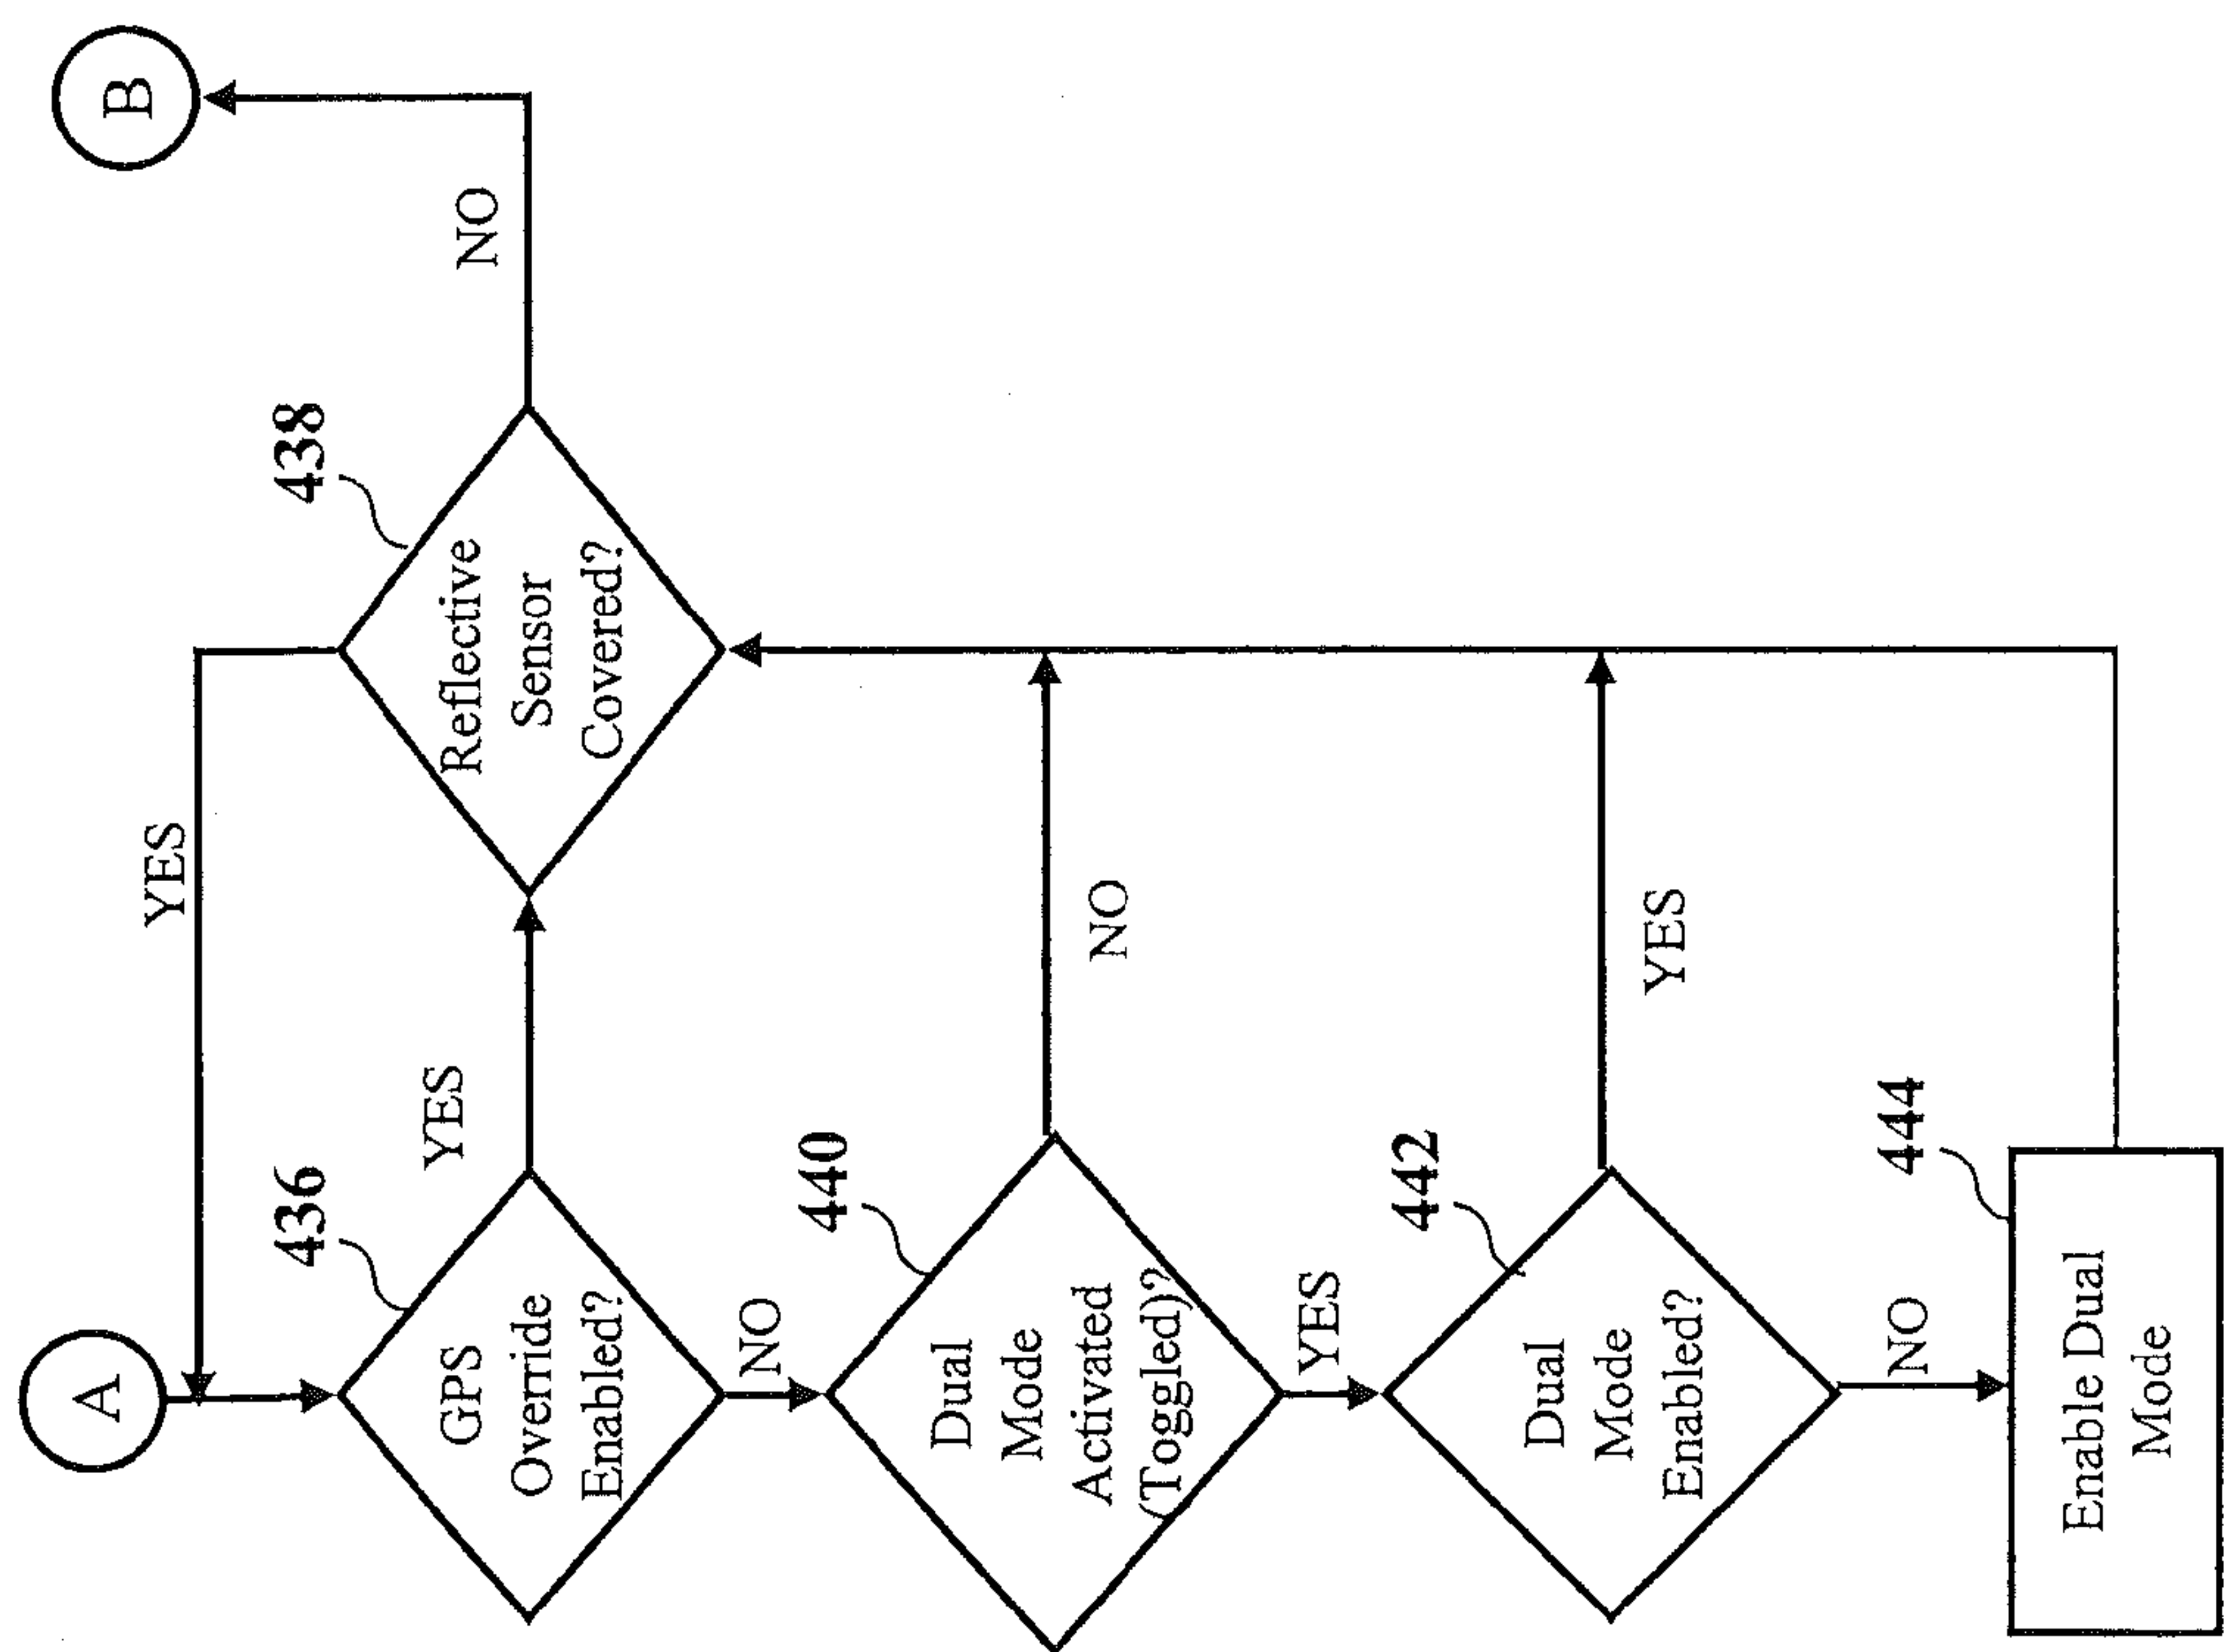 A
B
YES
436
GPS
Override
Enabled?
YES
438
Reflective
Sensor
Covered?
NO
NO
440
Dual
Mode
Activated
(Toggled)?
NO
YES
442
Dual
Mode
Enabled?
YES
NO
444
Enable Dual
Mode